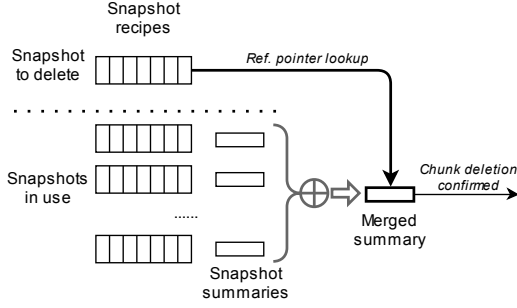 Snapshot
recipes
Snapshot
to delete
Ref. pointer lookup
Snapshots
in use
......
Chunk deletion
confirmed
Merged
summary
Snapshot
summaries